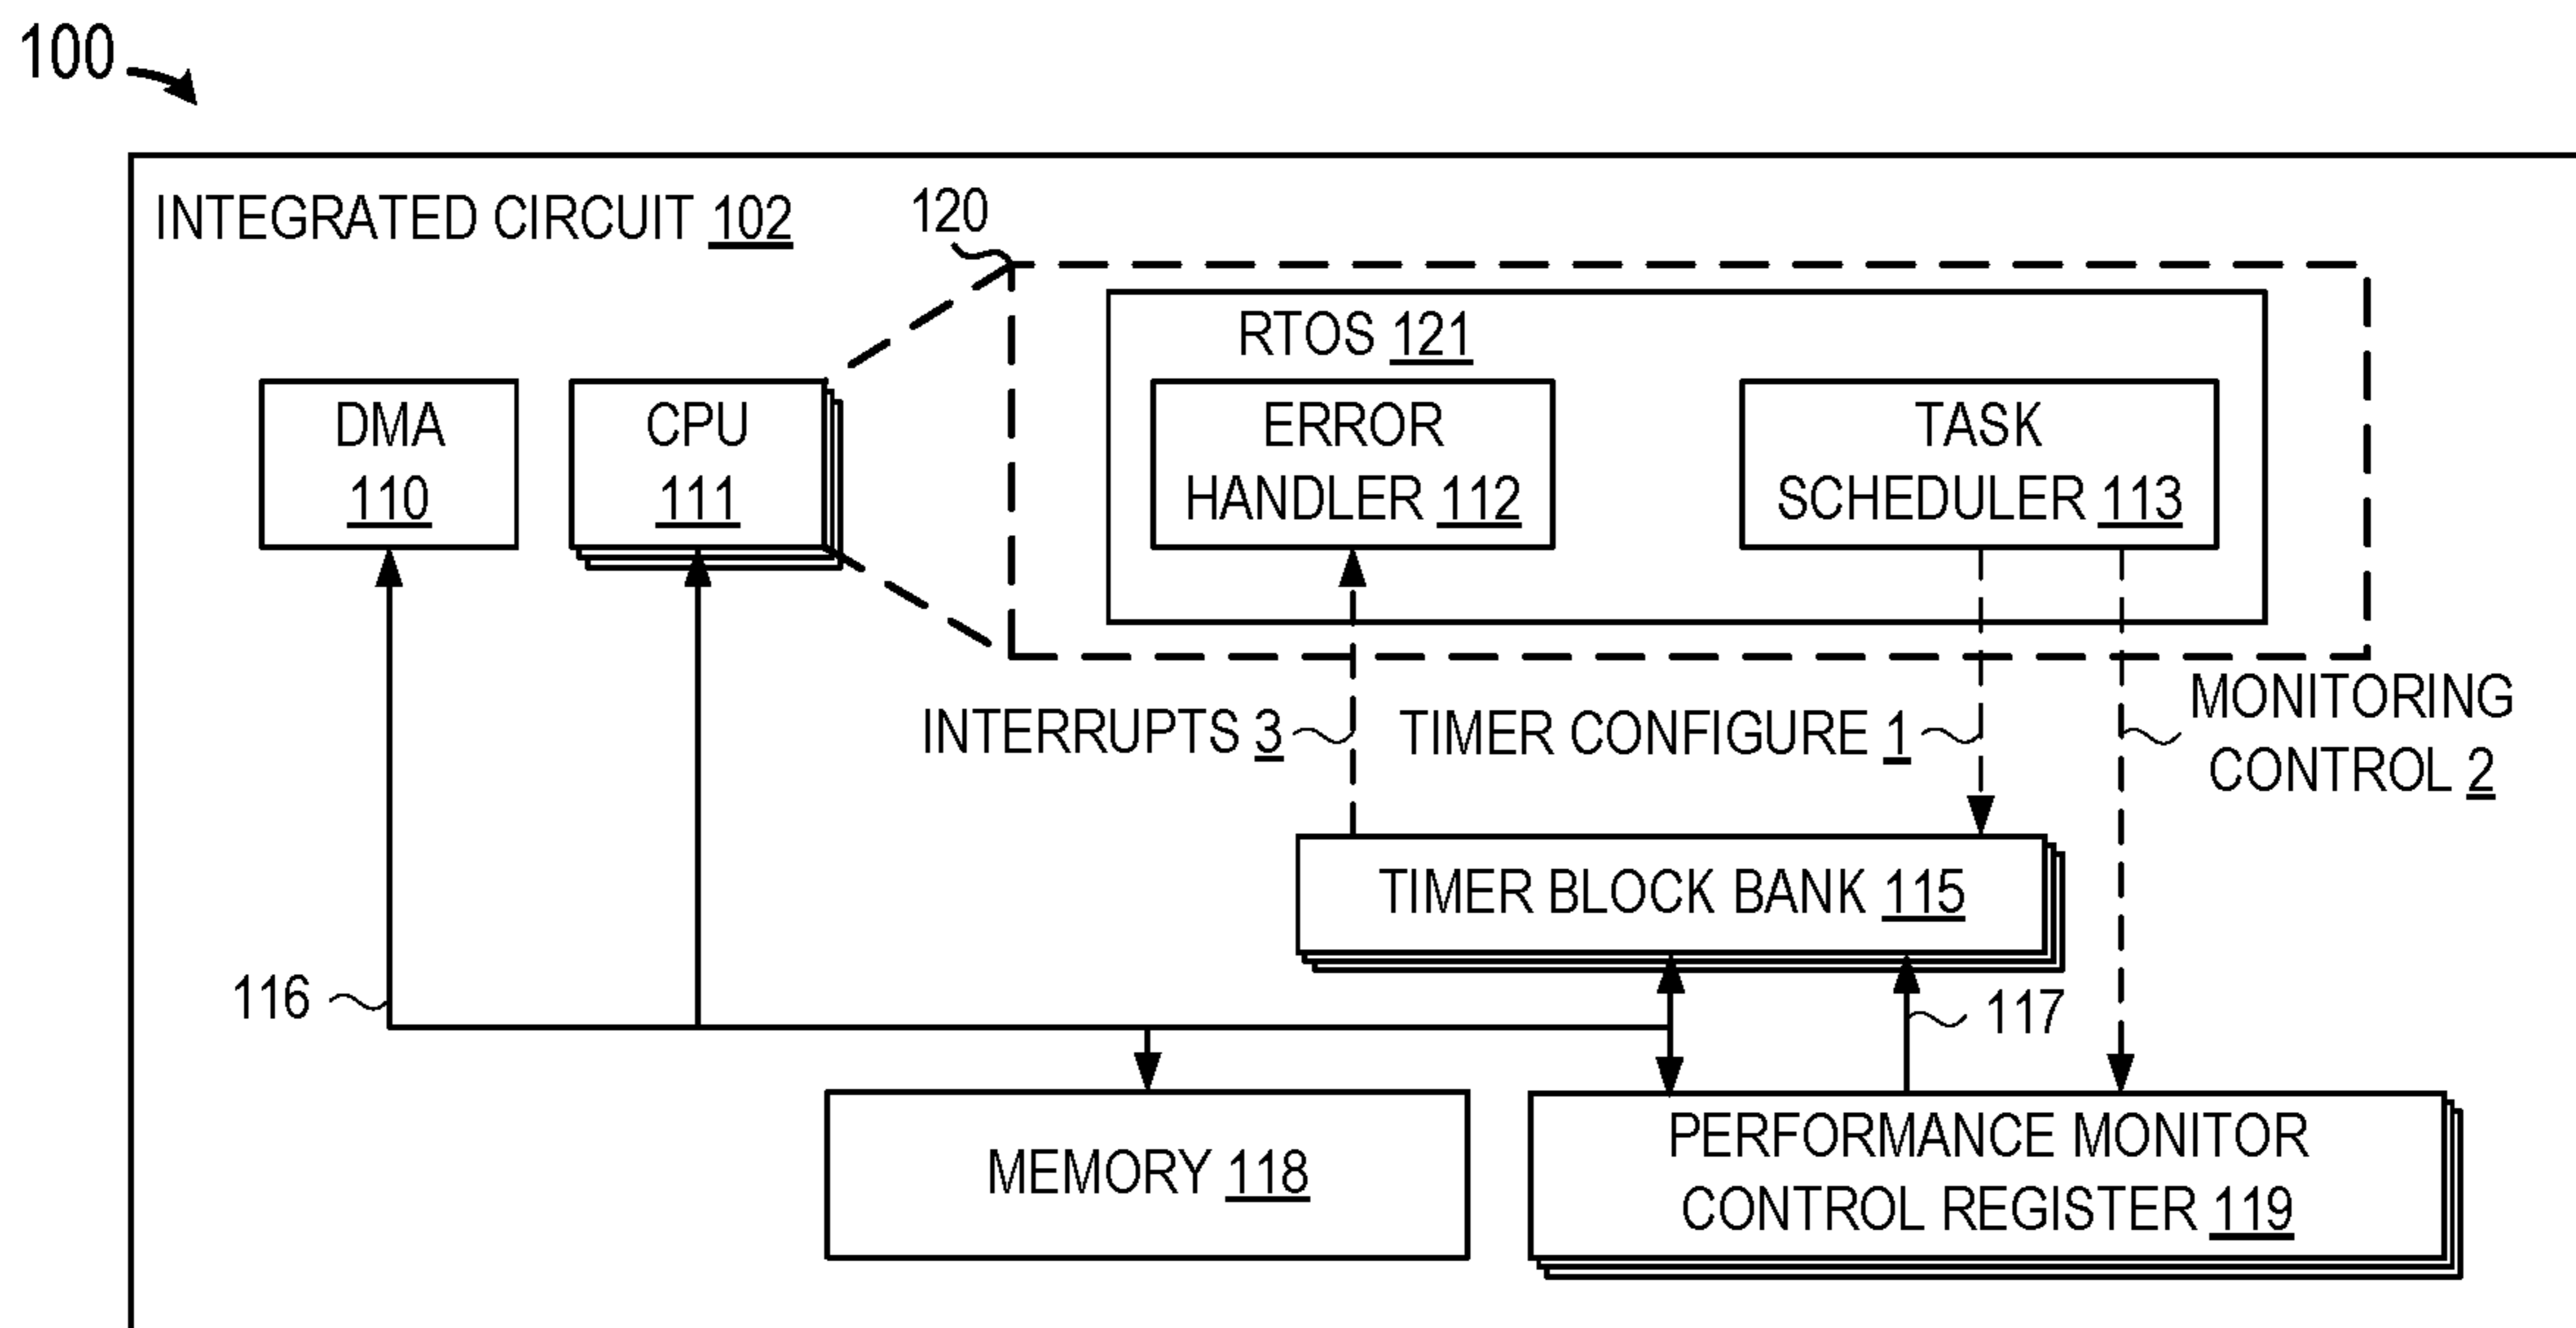 100
INTEGRATED CIRCUIT 102
120
RTOS 121
DMA
110
CPU
111
ERROR
HANDLER 112
TASK
SCHEDULER 113
INTERRUPTS 3
TIMER CONFIGURE 1
MONITORING
CONTROL 2
TIMER BLOCK BANK 115
116
117
MEMORY 118
PERFORMANCE MONITOR
CONTROL REGISTER 119